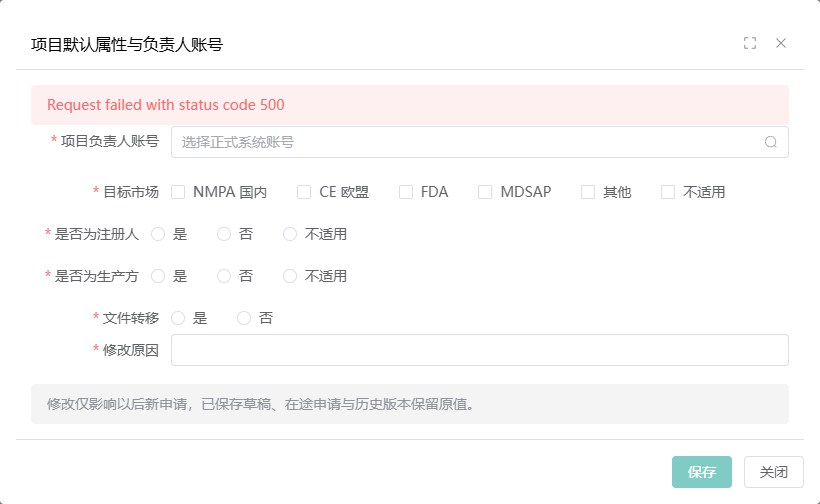 项目默认属性与负责人账号
Request failed with status code 500
* 项目负责人账号 选择正式系统账号
* 目标市场 NMPA 国内 CE 欧盟 FDA MDSAP 其他 不适用
* 是否为注册人 是 否 不适用
* 是否为生产方 是 否 不适用
* 文件转移 是 否
* 修改原因
修改仅影响以后新申请，已保存草稿、在途申请与历史版本保留原值。
保存 关闭